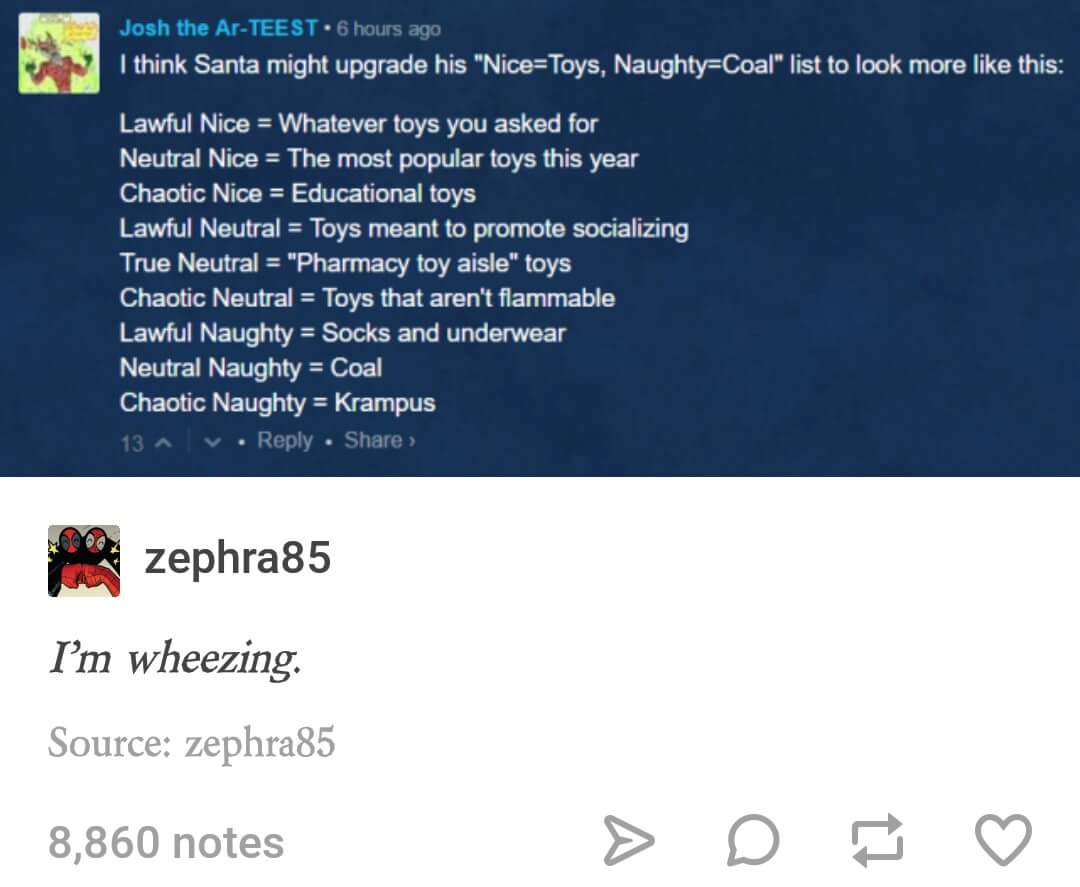 Josh the Ar-TEEST • 6 hours ago
I think Santa might upgrade his "Nice=Toys, Naughty=Coal" list to look more like this:
Lawful Nice = Whatever toys you asked for
Neutral Nice = The most popular toys this year
Chaotic Nice = Educational toys
Lawful Neutral = Toys meant to promote socializing
True Neutral = "Pharmacy toy aisle" toys
Chaotic Neutral = Toys that aren't flammable
Lawful Naughty = Socks and underwear
Neutral Naughty = Coal
Chaotic Naughty = Krampus
13 • Reply • Share ›
zephra85
I'm wheezing.
Source: zephra85
8,860 notes